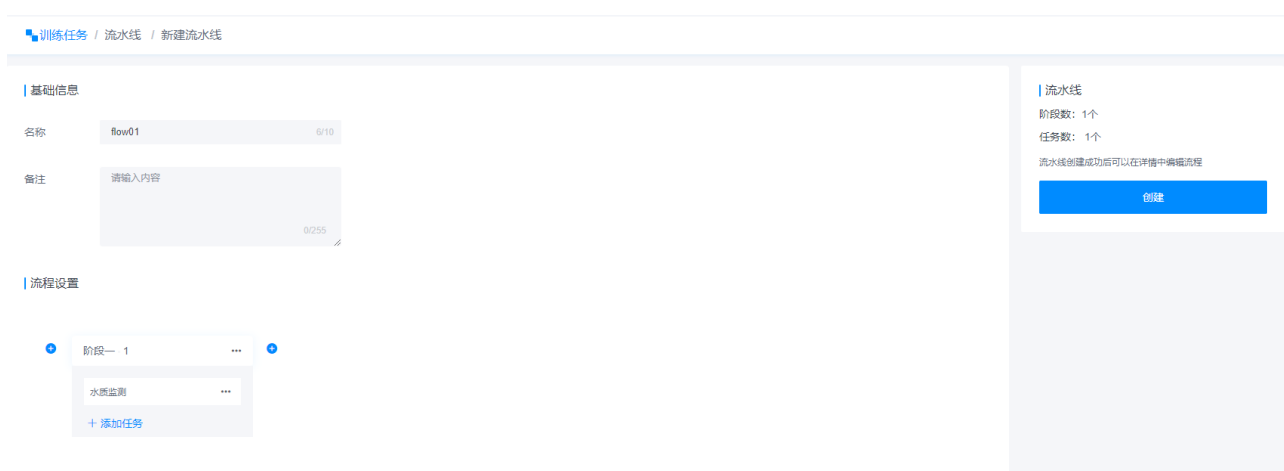 训练任务 / 流水线 / 新建流水线
基础信息
名称 flow01 6/10
备注 请输入内容
0/255
流程设置
阶段— 1 ···
水质监测 ···
+ 添加任务
流水线
阶段数：1个
任务数： 1个
流水线创建成功后可以在详情中编辑流程
创建